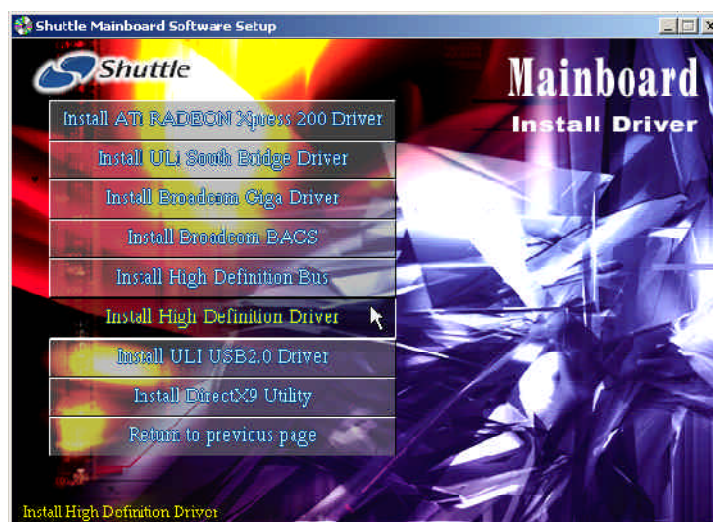 Shuttle Mainboard Software Setup
Shuttle
Mainboard
Install Driver
Install ATi RADEON Xpress 200 Driver
Install ULi South Bridge Driver
Install Broadcom Giga Driver
Install Broadcom BACS
Install High Definition Bus
Install High Definition Driver
Install ULI USB2.0 Driver
Install DirectX9 Utility
Return to previous page
Install High Definition Driver